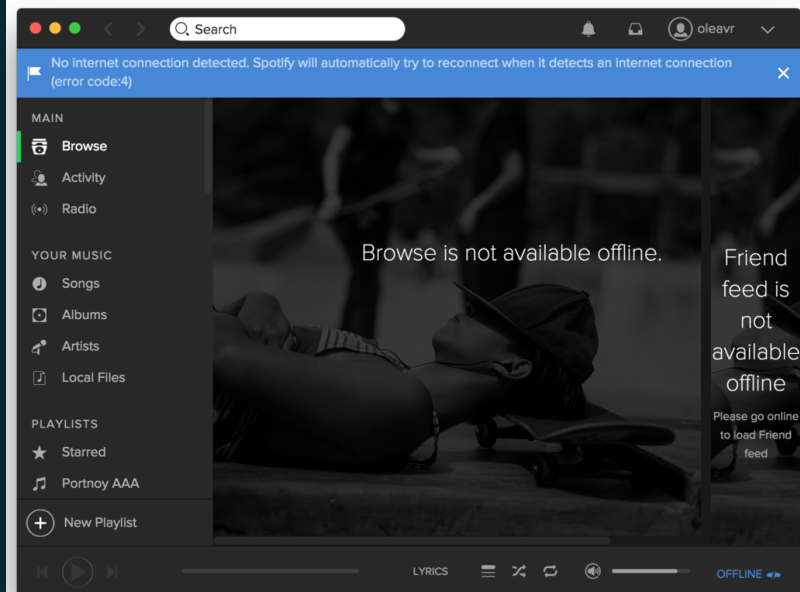 Search
oleavr
No internet connection detected. Spotify will automatically try to reconnect when it detects an internet connection
(error code:4)
MAIN
Browse
Activity
Radio
YOUR MUSIC
Songs
Albums
Artists
Local Files
PLAYLISTS
Starred
Portnoy AAA
New Playlist
Browse is not available offline.
Friend
feed is
not
available
offline
Please go online
to load Friend
feed
LYRICS
OFFLINE